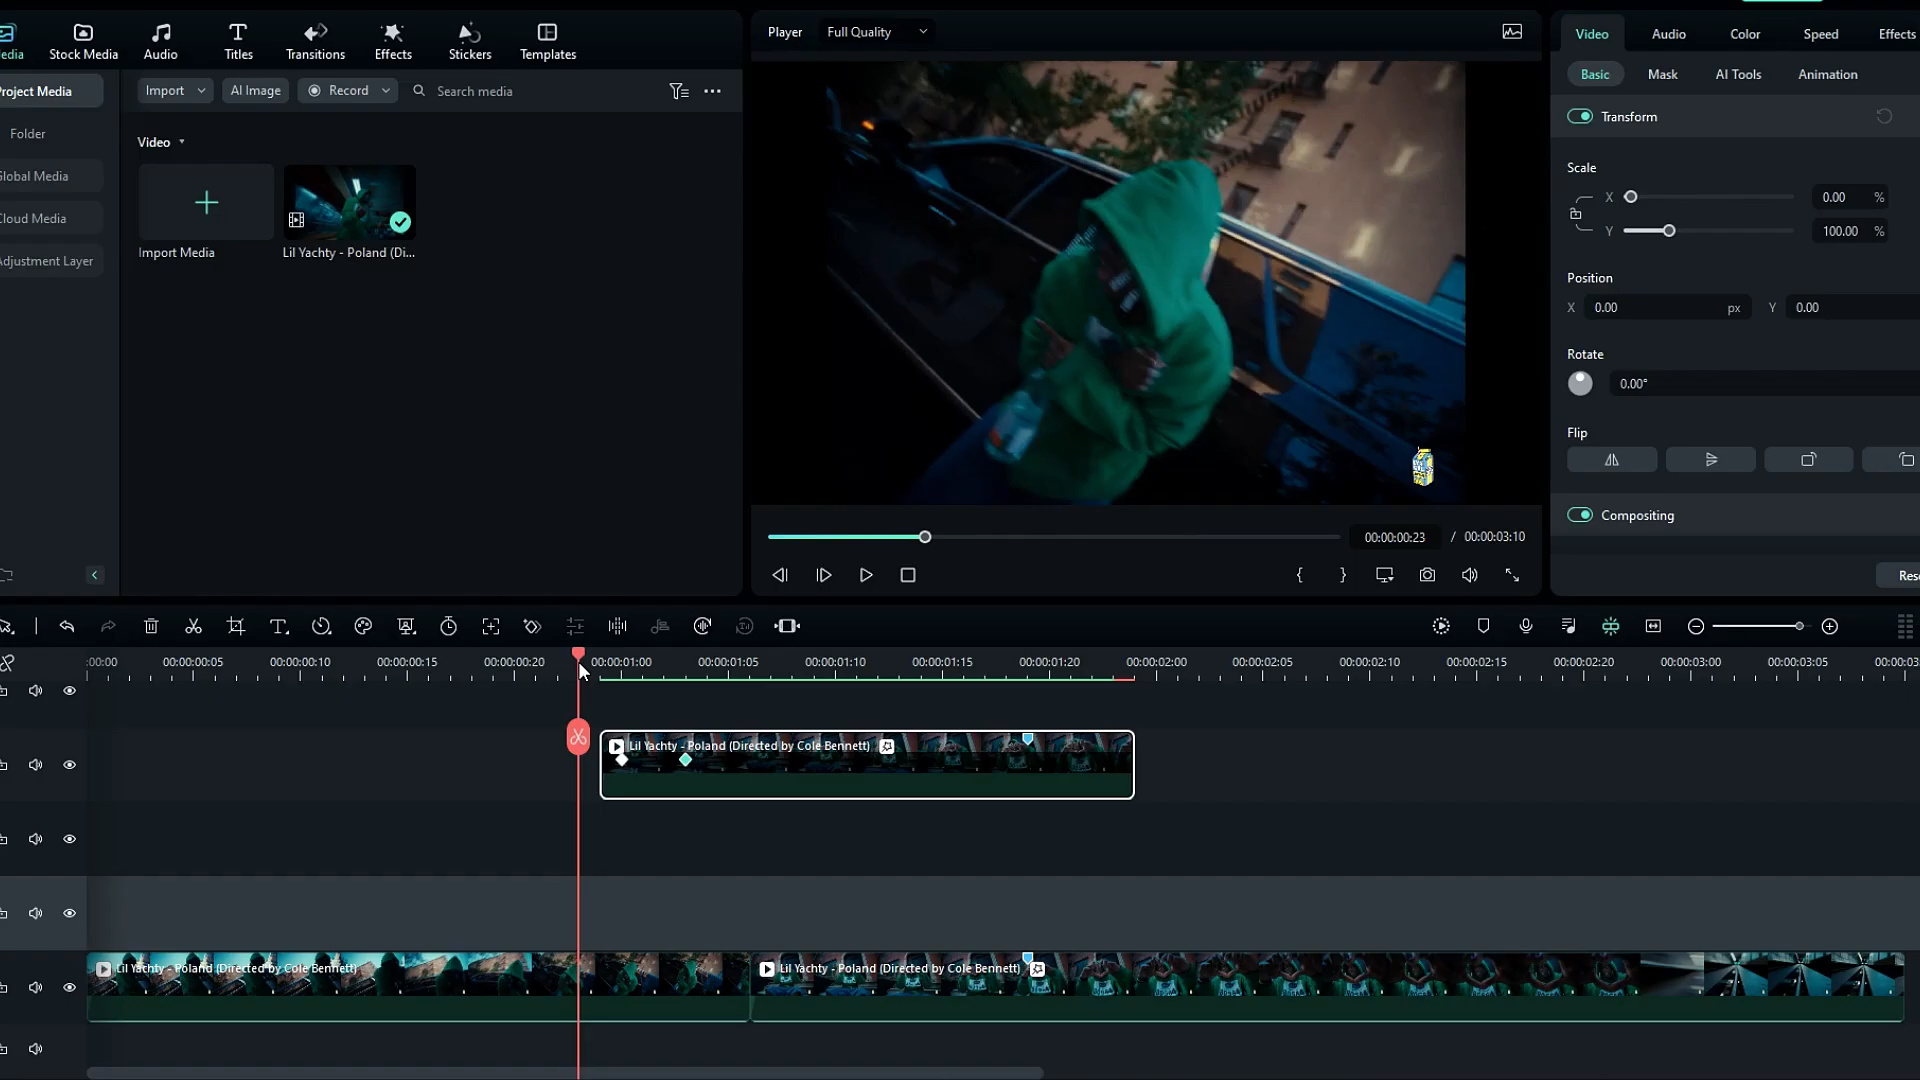 Stock Media
Audio
Titles
Transitions
Effects
Stickers
Templates
Player
Full Quality
Video
Audio
Color
Speed
Effects
Project Media
Import
AI Image
Record
Search media
Basic
Mask
AI Tools
Animation
Folder
Video
Transform
Global Media
Cloud Media
Adjustment Layer
Import Media
Lil Yachty - Poland (Di...
Scale
X
0.00
%
Y
100.00
%
Position
X
0.00
px
Y
0.00
Rotate
0.00°
Flip
Compositing
00:00:00:23
/
00:00:03:10
:00:00
00:00:00:05
00:00:00:10
00:00:00:15
00:00:00:20
00:00:01:00
00:00:01:05
00:00:01:10
00:00:01:15
00:00:01:20
00:00:02:00
00:00:02:05
00:00:02:10
00:00:02:15
00:00:02:20
00:00:03:00
00:00:03:05
00:00:03:
Lil Yachty - Poland (Directed by Cole Bennett)
Lil Yachty - Poland (Directed by Cole Bennett)
Lil Yachty - Poland (Directed by Cole Bennett)